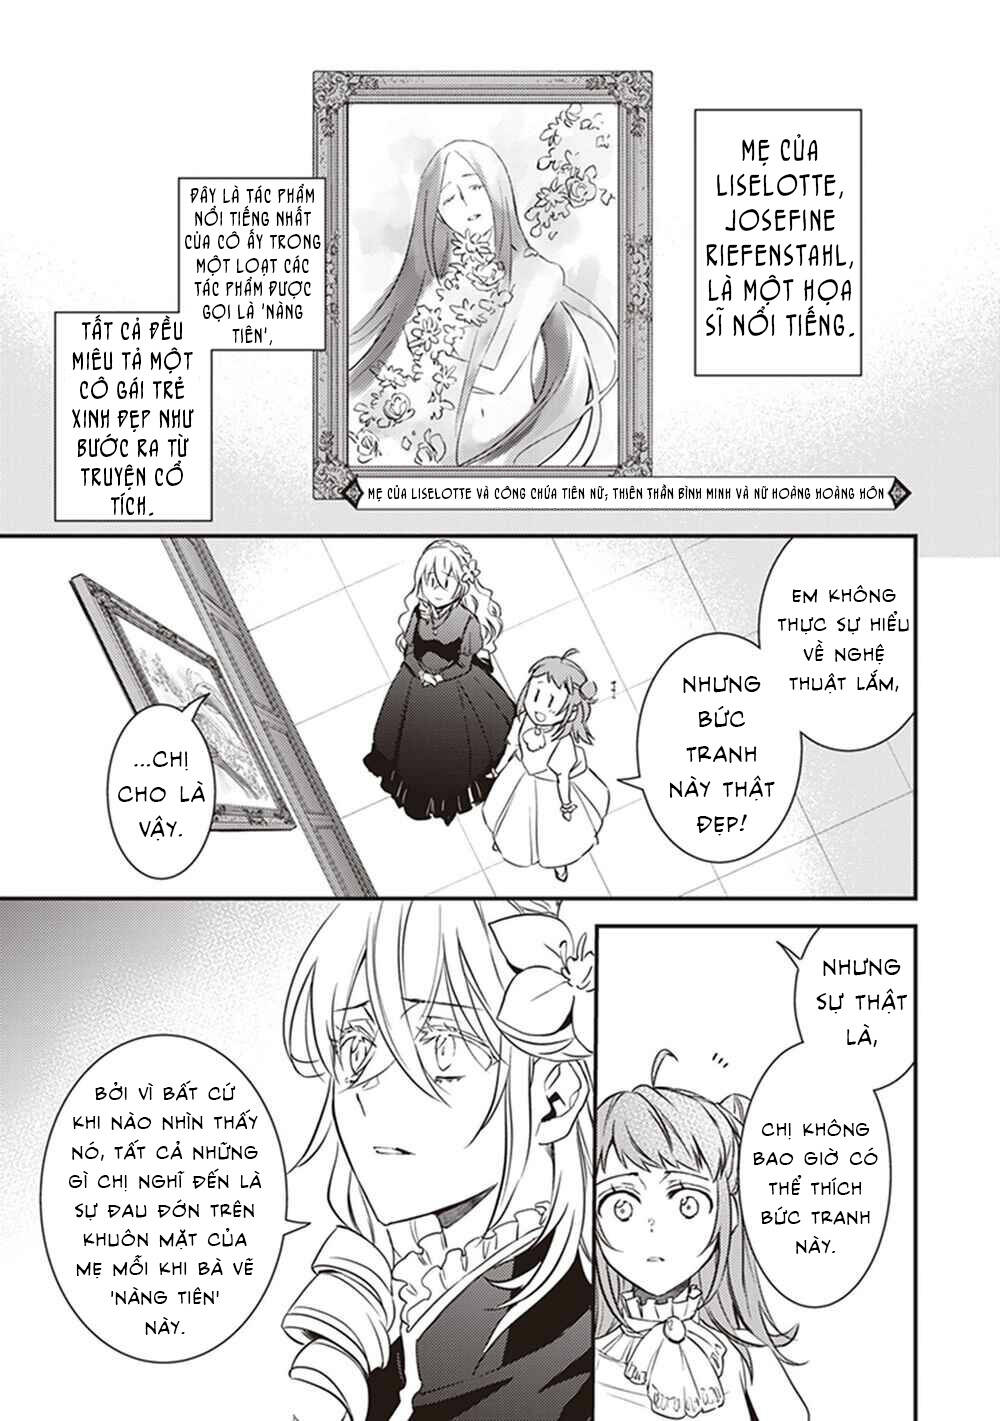 MẸ CỦA
LISELOTTE,
JOSEFINE
RIEFENSTAHL,
LÀ MỘT HỌA
SĨ NỔI TIẾNG.
ĐÂY LÀ TÁC PHẨM
NỔI TIẾNG NHẤT
CỦA CÔ ẤY TRONG
MỘT LOẠT CÁC
TÁC PHẨM ĐƯỢC
GỌI LÀ 'NÀNG
TIÊN',
TẤT CẢ ĐỀU
MIÊU TẢ MỘT
CÔ GÁI TRẺ
XINH ĐẸP NHƯ
BƯỚC RA TỪ
TRUYỆN CỔ
TÍCH.
MẸ CỦA LISELOTTE VÀ CÔNG CHÚA TIÊN NỮ; THIÊN THẦN BÌNH MINH VÀ NỮ HOÀNG HOÀNG HÔN
EM KHÔNG
THỰC SỰ HIỂU
VỀ NGHỆ
THUẬT LẮM,
NHƯNG
BỨC
TRANH
NÀY THẬT
ĐẸP!
...CHỊ
CHO LÀ
VẬY.
NHƯNG
SỰ THẬT
LÀ,
CHỊ KHÔNG
BAO GIỜ CÓ
THỂ THÍCH
BỨC TRANH
NÀY.
BỞI VÌ BẤT CỨ
KHI NÀO NHÌN THẤY
NÓ, TẤT CẢ NHỮNG
GÌ CHỊ NGHĨ ĐẾN LÀ
SỰ ĐAU ĐỚN TRÊN
KHUÔN MẶT CỦA
MẸ MỖI KHI BÀ VẼ
'NÀNG TIÊN'
NÀY.